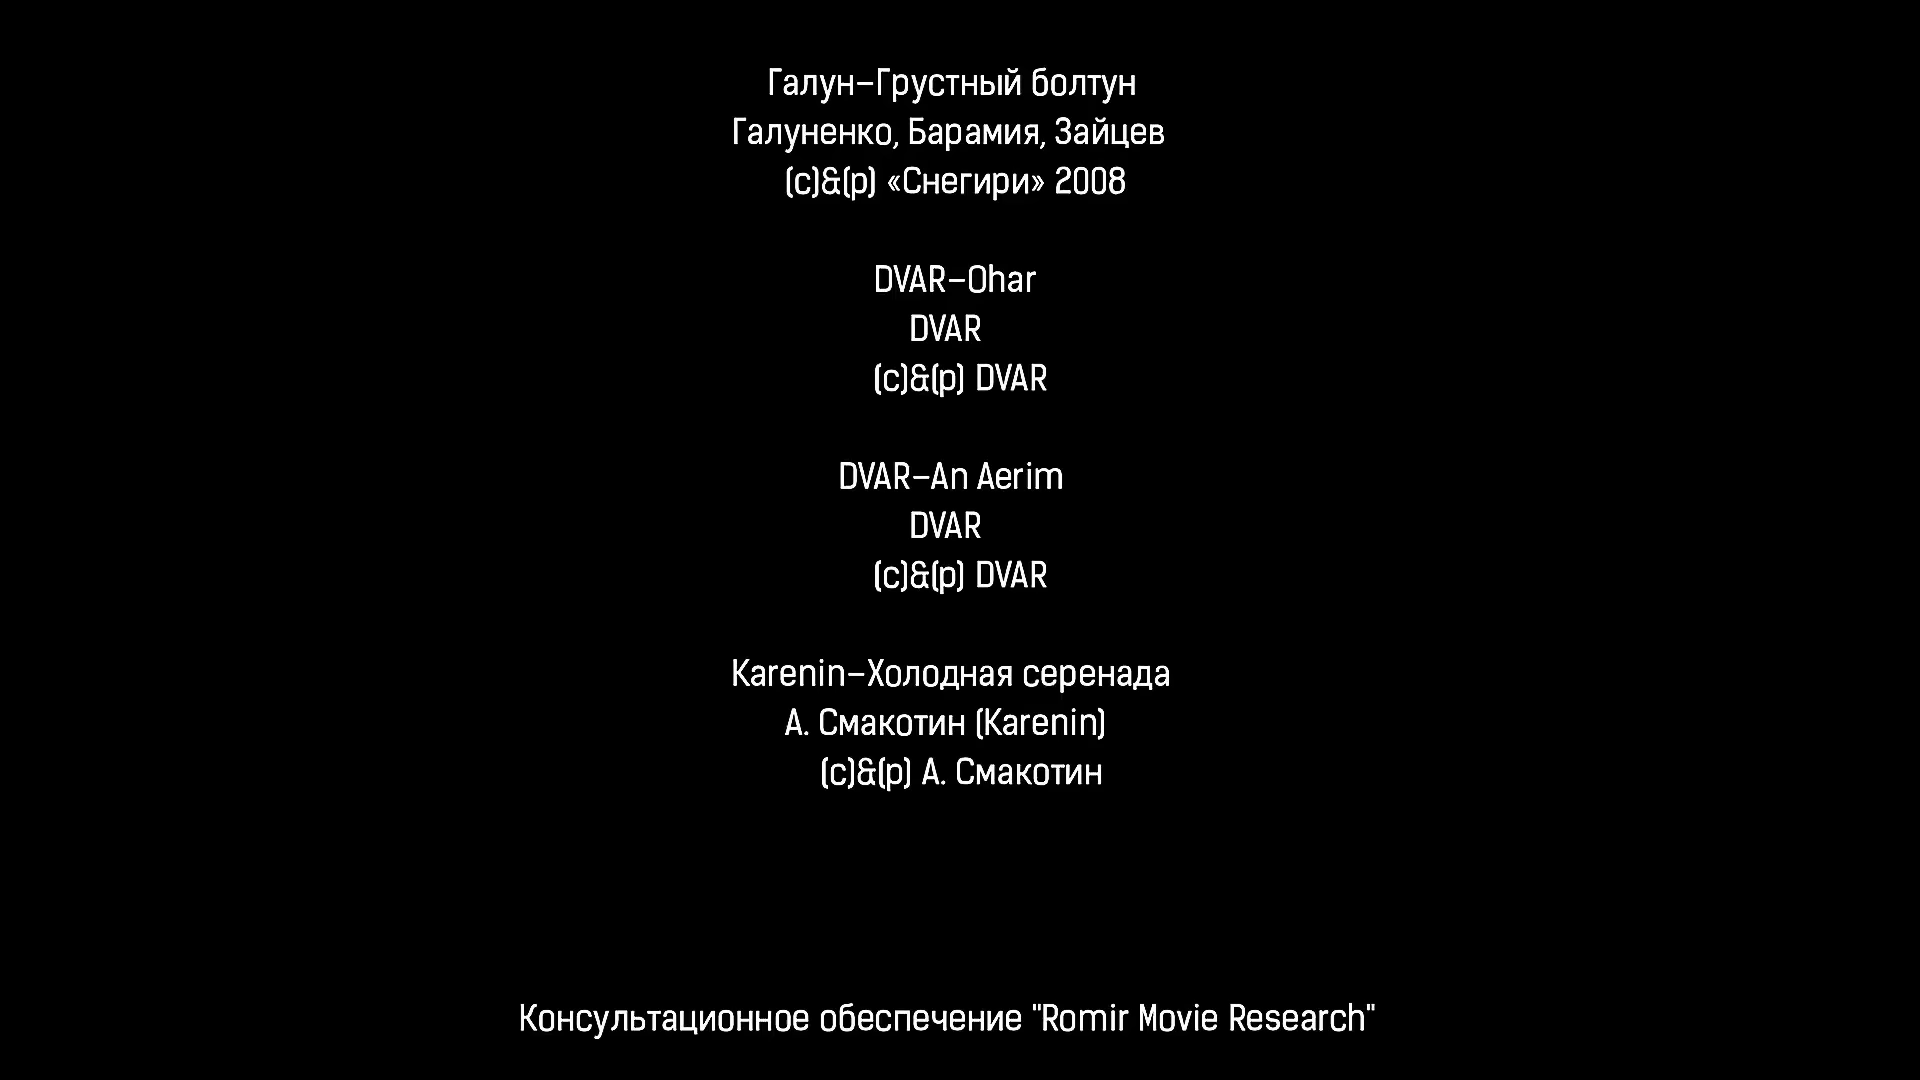 Галун–Грустный болтун
Галуненко, Барамия, Зайцев
(c)&(p) «Снегири» 2008
DVAR–Ohar
DVAR
(c)&(p) DVAR
DVAR–An Aerim
DVAR
(c)&(p) DVAR
Karenin–Холодная серенада
А. Смакотин (Karenin)
(c)&(p) А. Смакотин
Консультационное обеспечение "Romir Movie Research"